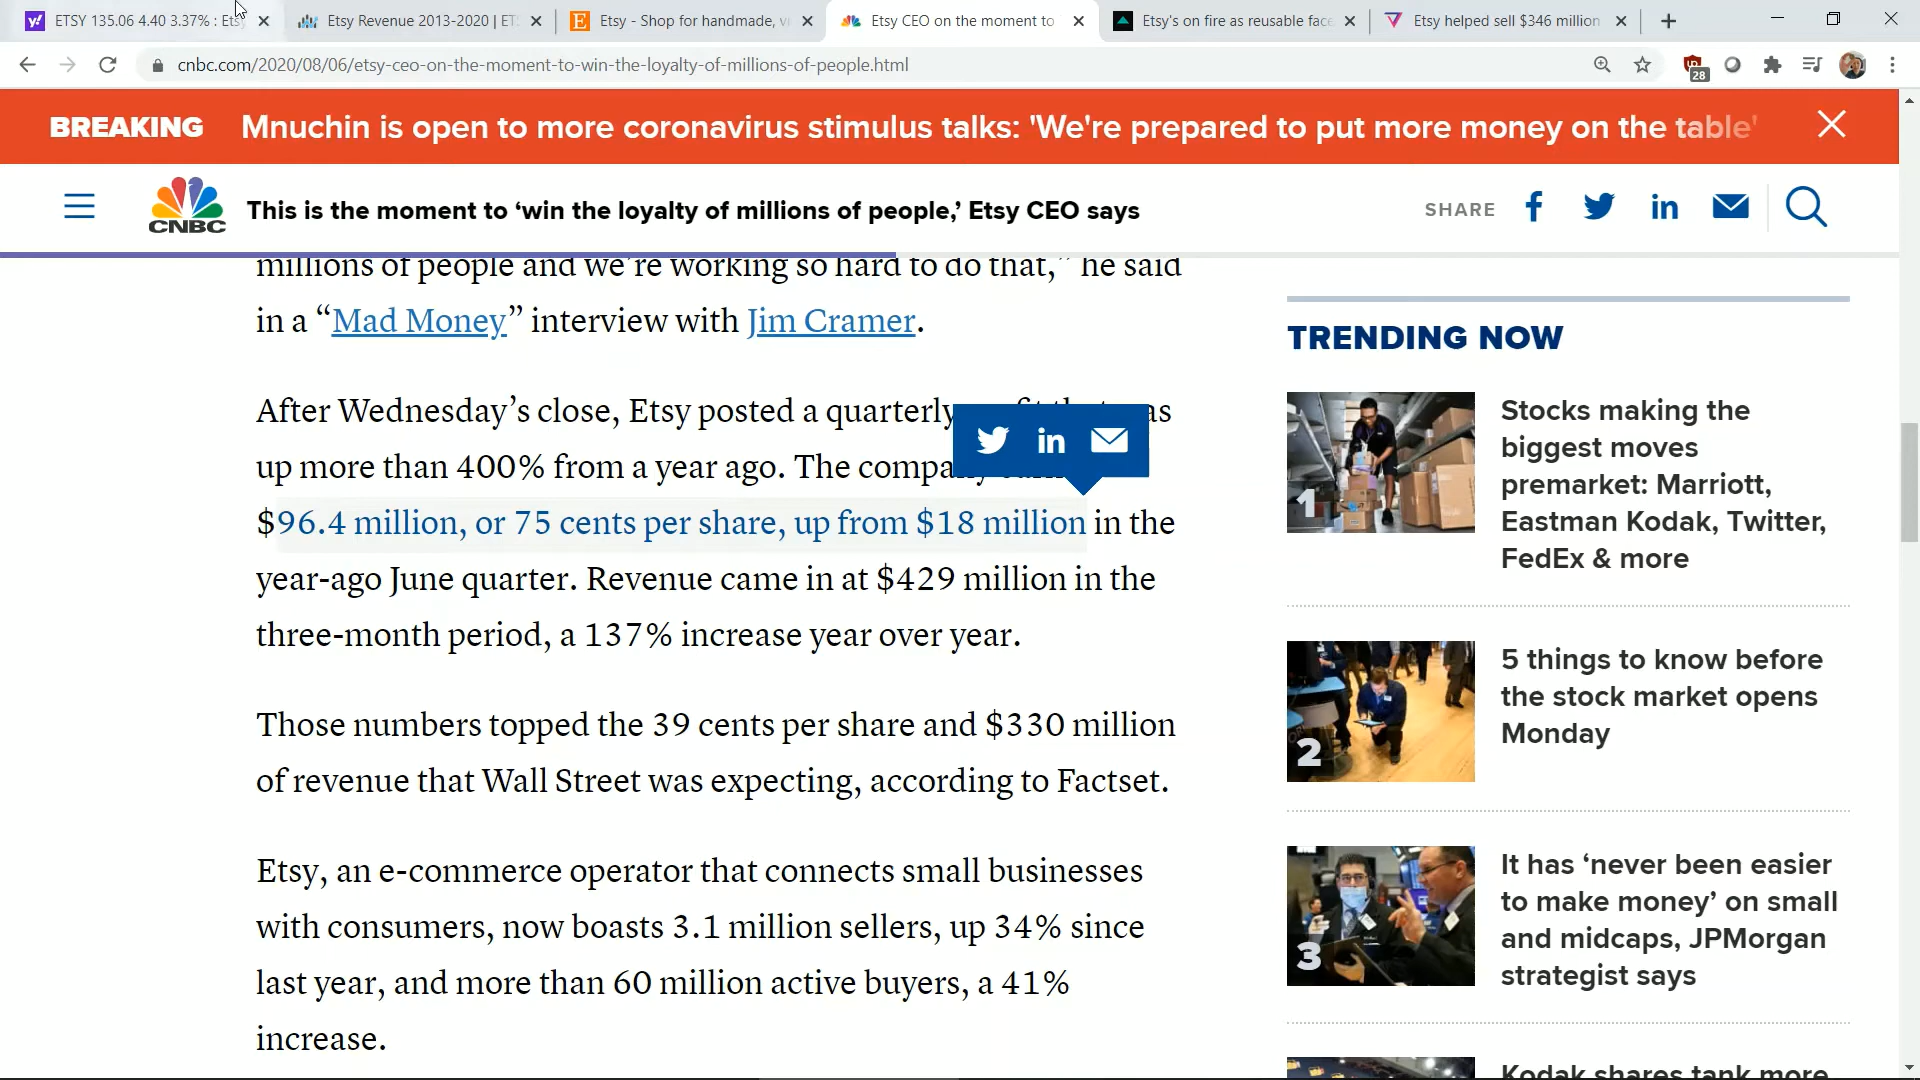 ETSY 135.06 4.40 3.37% : Ets
Etsy Revenue 2013-2020 | ET
Etsy - Shop for handmade, vi
Etsy CEO on the moment to
Etsy's on fire as reusable face
Etsy helped sell $346 million
cnbc.com/2020/08/06/etsy-ceo-on-the-moment-to-win-the-loyalty-of-millions-of-people.html
28
BREAKING
Mnuchin is open to more coronavirus stimulus talks: 'We're prepared to put more money on the table'
CNBC
This is the moment to ‘win the loyalty of millions of people,’ Etsy CEO says
SHARE
millions of people and we’re working so hard to do that,” he said
in a “Mad Money” interview with Jim Cramer.
After Wednesday’s close, Etsy posted a quarterly
up more than 400% from a year ago. The
$96.4 million, or 75 cents per share, up from $18 million in the
year-ago June quarter. Revenue came in at $429 million in the
three-month period, a 137% increase year over year.
Those numbers topped the 39 cents per share and $330 million
of revenue that Wall Street was expecting, according to Factset.
Etsy, an e-commerce operator that connects small businesses
with consumers, now boasts 3.1 million sellers, up 34% since
last year, and more than 60 million active buyers, a 41%
increase.
TRENDING NOW
1
Stocks making the
biggest moves
premarket: Marriott,
Eastman Kodak, Twitter,
FedEx & more
2
5 things to know before
the stock market opens
Monday
3
It has ‘never been easier
to make money’ on small
and midcaps, JPMorgan
strategist says
Kodak shares tank more